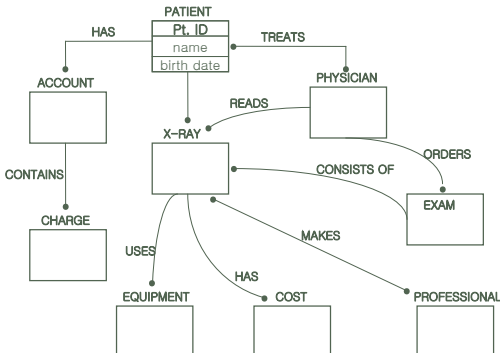 PATIENT
Pt. ID
name
birth date
HAS
TREATS
ACCOUNT
PHYSICIAN
READS
X-RAY
ORDERS
CONTAINS
CONSISTS OF
EXAM
CHARGE
MAKES
USES
HAS
EQUIPMENT
COST
PROFESSIONAL